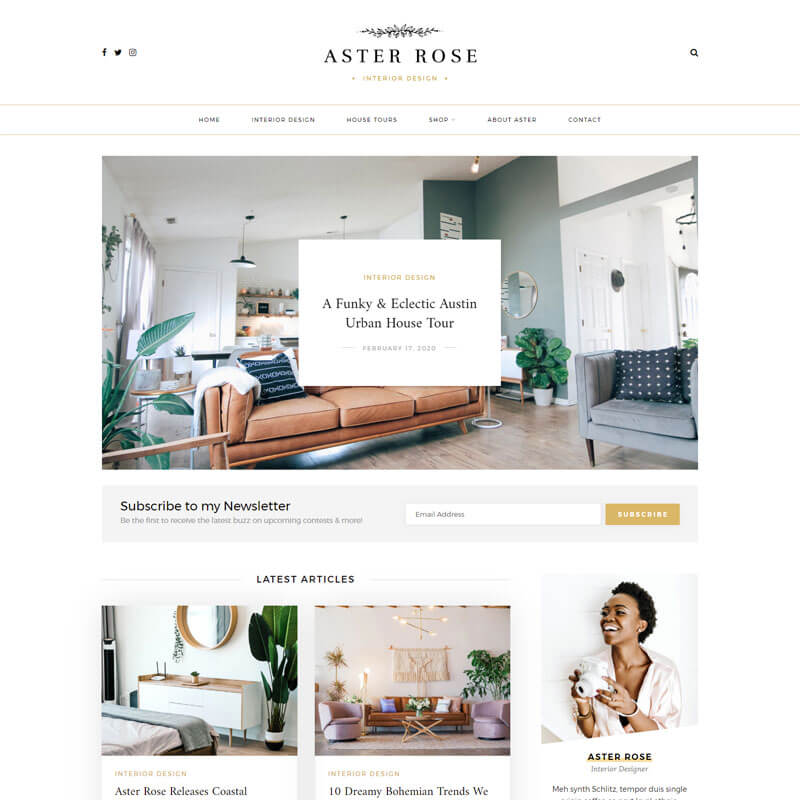 ASTER ROSE
INTERIOR DESIGN
HOME INTERIOR DESIGN HOUSE TOURS SHOP ABOUT ASTER CONTACT
INTERIOR DESIGN
A Funky & Eclectic Austin
Urban House Tour
FEBRUARY 17, 2020
Subscribe to my Newsletter
Be the first to receive the latest buzz on upcoming contests & more!
Email Address
SUBSCRIBE
LATEST ARTICLES
INTERIOR DESIGN
Aster Rose Releases Coastal
INTERIOR DESIGN
10 Dreamy Bohemian Trends We
ASTER ROSE
Interior Designer
Meh synth Schlitz, tempor duis single